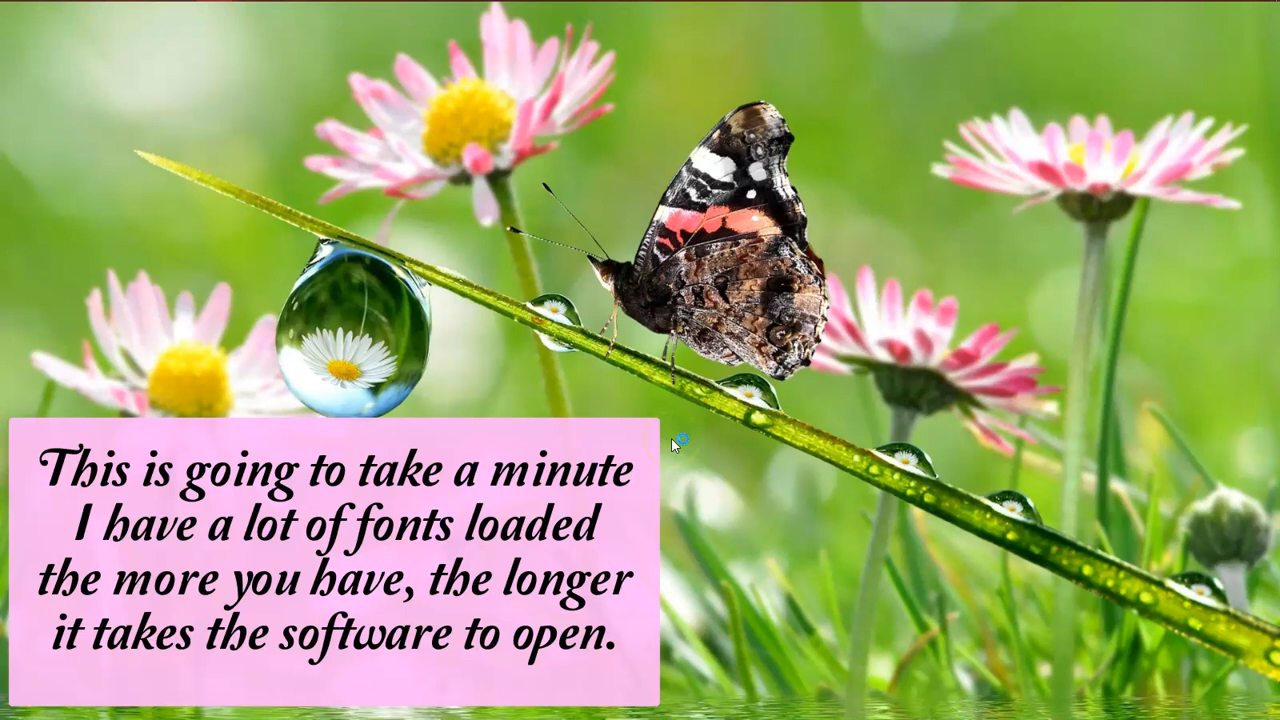 This is going to take a minute
I have a lot of fonts loaded
the more you have, the longer
it takes the software to open.